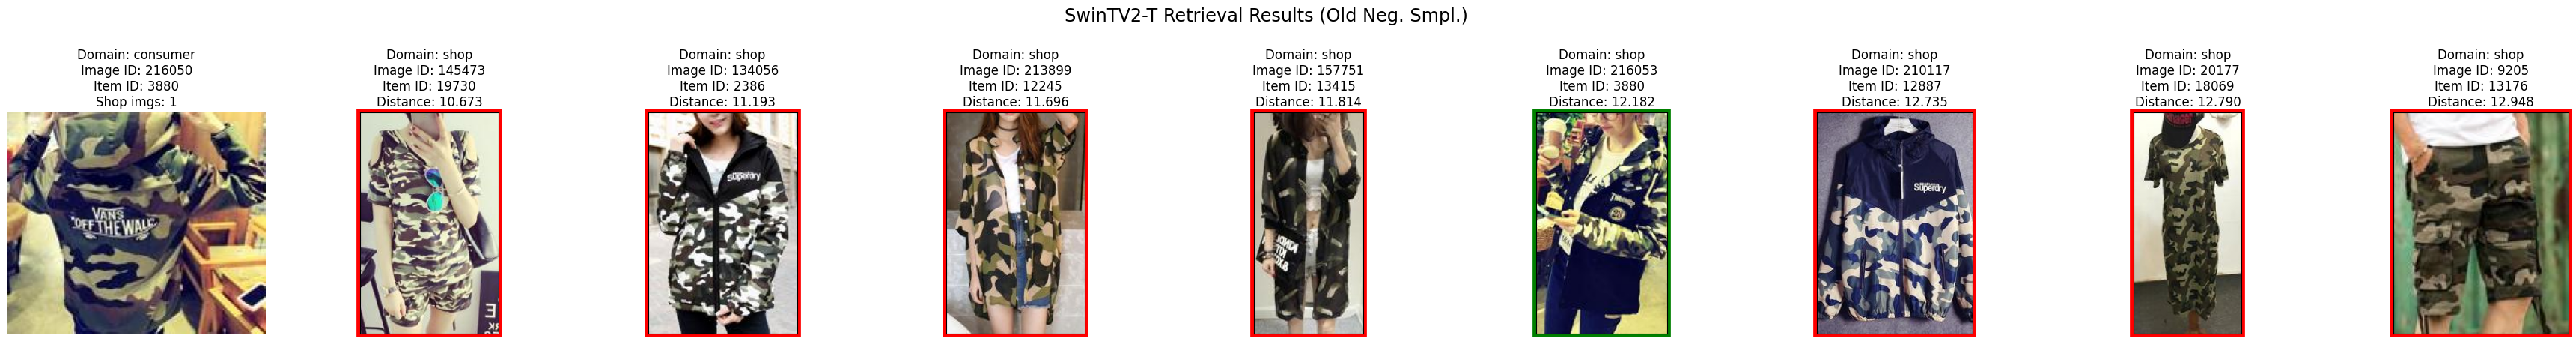 SwinTV2-T Retrieval Results (Old Neg. Smpl.)
Domain: consumer
Image ID: 216050
Item ID: 3880
Shop imgs: 1
VANS
"OFF THE WALL"
Domain: shop
Image ID: 145473
Item ID: 19730
Distance: 10.673
Domain: shop
Image ID: 134056
Item ID: 2386
Distance: 11.193
Superdry
Domain: shop
Image ID: 213899
Item ID: 12245
Distance: 11.696
Domain: shop
Image ID: 157751
Item ID: 13415
Distance: 11.814
Domain: shop
Image ID: 216053
Item ID: 3880
Distance: 12.182
Domain: shop
Image ID: 210117
Item ID: 12887
Distance: 12.735
Superdry
Domain: shop
Image ID: 20177
Item ID: 18069
Distance: 12.790
Domain: shop
Image ID: 9205
Item ID: 13176
Distance: 12.948